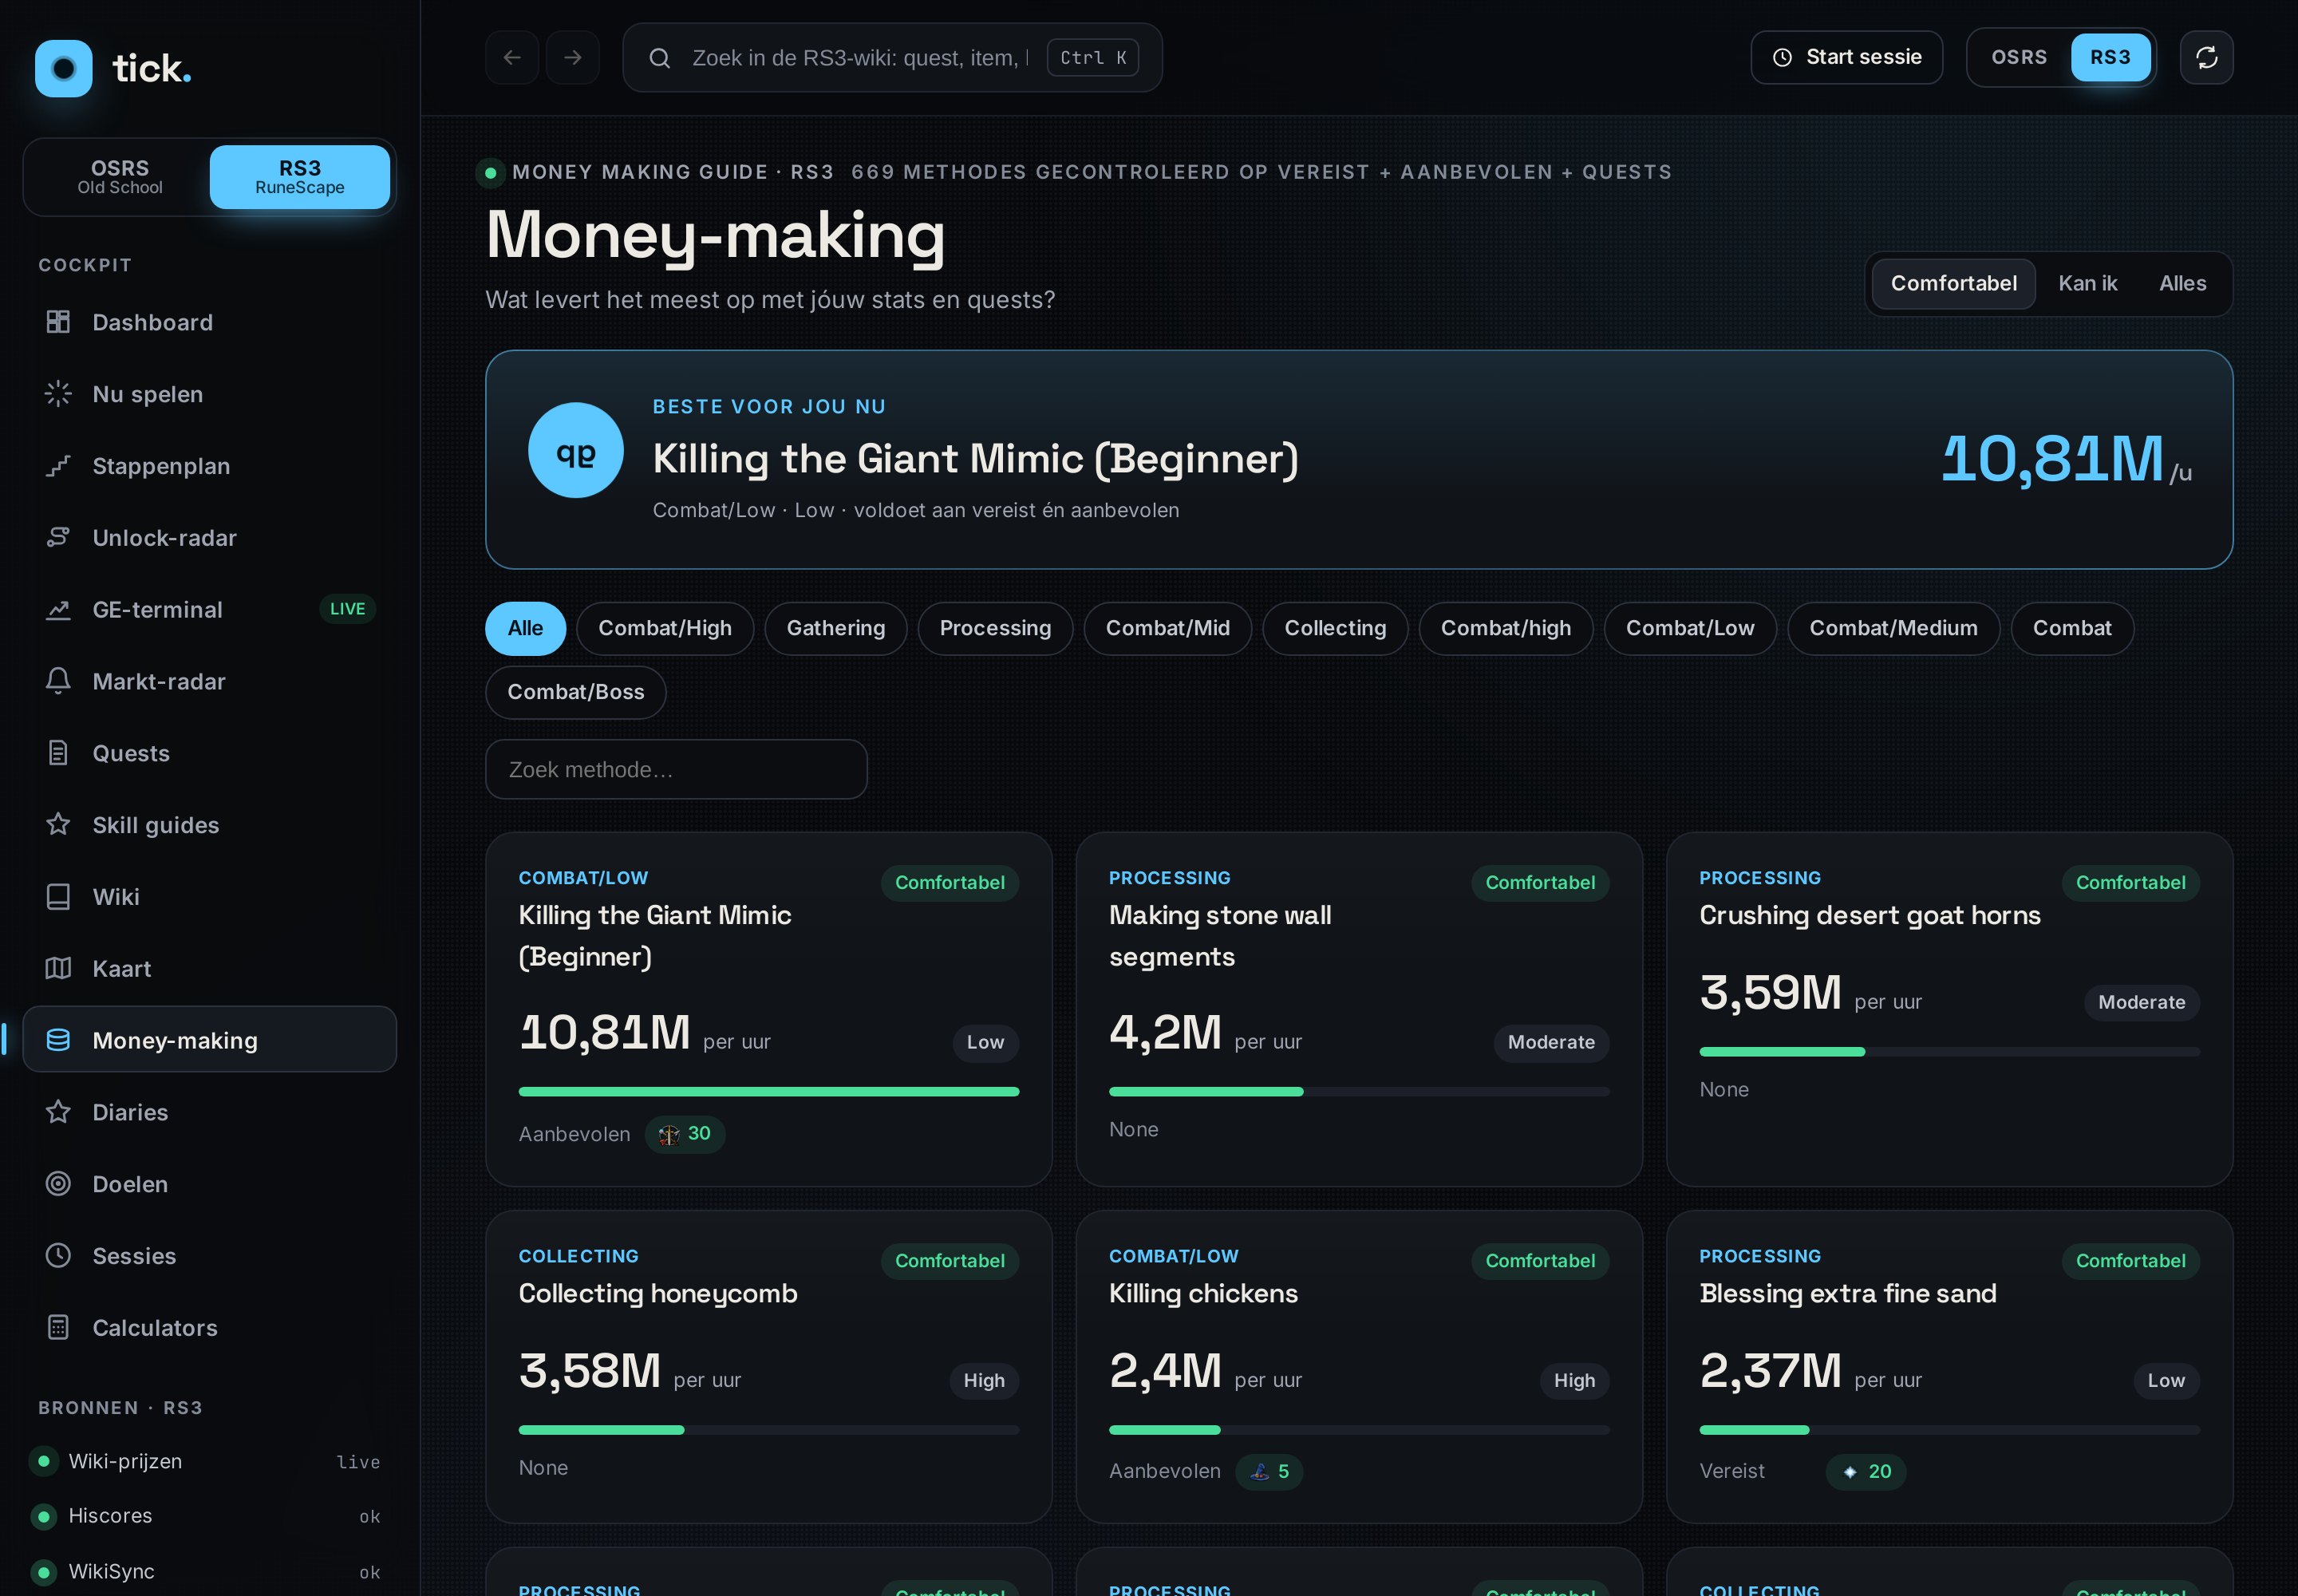 tick.
OSRS
Old School
RS3
RuneScape
COCKPIT
Dashboard
Nu spelen
Stappenplan
Unlock-radar
GE-terminal LIVE
Markt-radar
Quests
Skill guides
Wiki
Kaart
Money-making
Diaries
Doelen
Sessies
Calculators
BRONNEN · RS3
Wiki-prijzen live
Hiscores ok
WikiSync ok
Zoek in de RS3-wiki: quest, item, Ctrl K
Start sessie
OSRS RS3
MONEY MAKING GUIDE · RS3 669 METHODES GECONTROLEERD OP VEREIST + AANBEVOLEN + QUESTS
Money-making
Wat levert het meest op met jóuw stats en quests?
Comfortabel Kan ik Alles
BESTE VOOR JOU NU
Killing the Giant Mimic (Beginner)
Combat/Low · Low · voldoet aan vereist én aanbevolen
10,81M/u
Alle Combat/High Gathering Processing Combat/Mid Collecting Combat/high Combat/Low Combat/Medium Combat
Combat/Boss
Zoek methode…
COMBAT/LOW Comfortabel
Killing the Giant Mimic
(Beginner)
10,81M per uur Low
Aanbevolen 30
PROCESSING Comfortabel
Making stone wall
segments
4,2M per uur Moderate
None
PROCESSING Comfortabel
Crushing desert goat horns
3,59M per uur Moderate
None
COLLECTING Comfortabel
Collecting honeycomb
3,58M per uur High
None
COMBAT/LOW Comfortabel
Killing chickens
2,4M per uur High
Aanbevolen 5
PROCESSING Comfortabel
Blessing extra fine sand
2,37M per uur Low
Vereist 20
PROCESSING Comfortabel
PROCESSING Comfortabel
COLLECTING Comfortabel